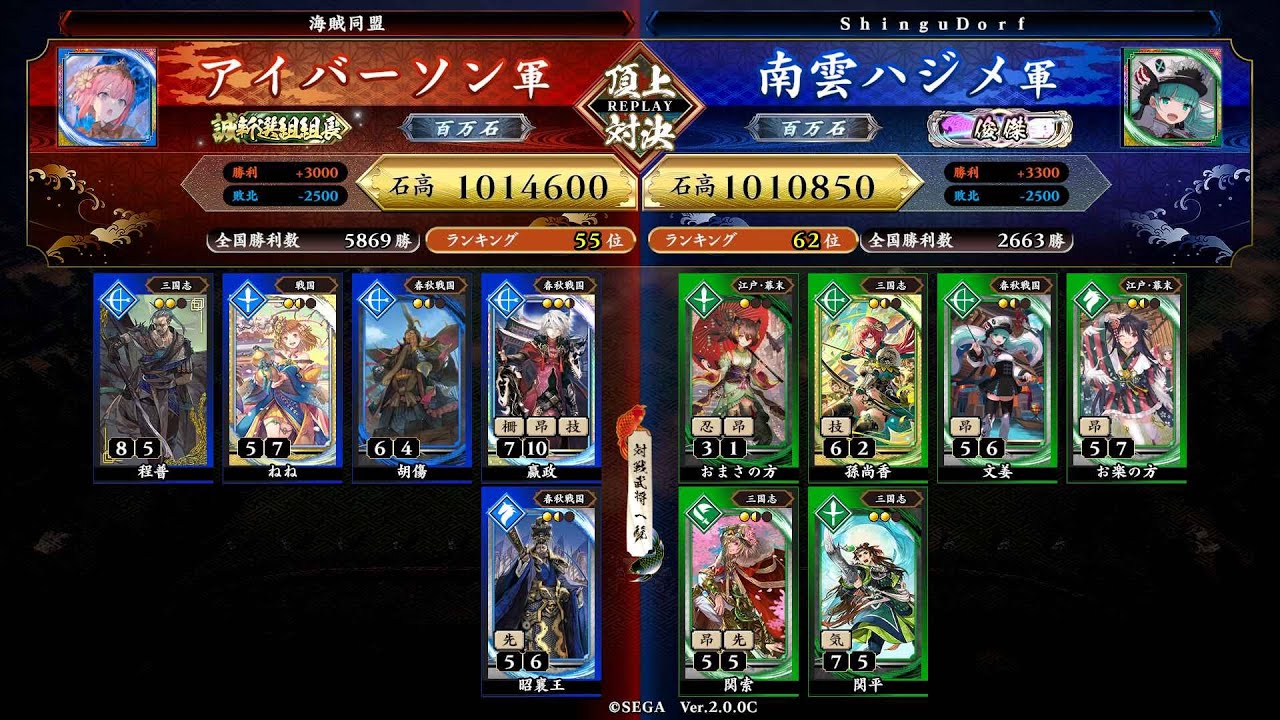 海賊同盟
ShinguDorf
アイバーソン軍
頂上
REPLAY
対決
南雲ハジメ軍
誠新選組組長
百万石
百万石
俊傑
勝利 +3000
敗北 -2500
石高 1014600
石高 1010850
勝利 +3300
敗北 -2500
全国勝利数 5869勝
ランキング 55位
ランキング 62位
全国勝利数 2663勝
三国志
戦国
春秋戦国
春秋戦国
江戸・幕末
三国志
春秋戦国
江戸・幕末
柵 昂 技
忍 昂
技
昂
昂
8 5
5 7
6 4
7 10
3 1
6 2
5 6
5 7
程普
ねね
胡傷
嬴政
おまさの方
孫尚香
文姜
お楽の方
対戦武将一覧
春秋戦国
三国志
三国志
先
昂 先
気
5 6
5 5
7 5
昭襄王
関索
関平
©SEGA Ver.2.0.0C